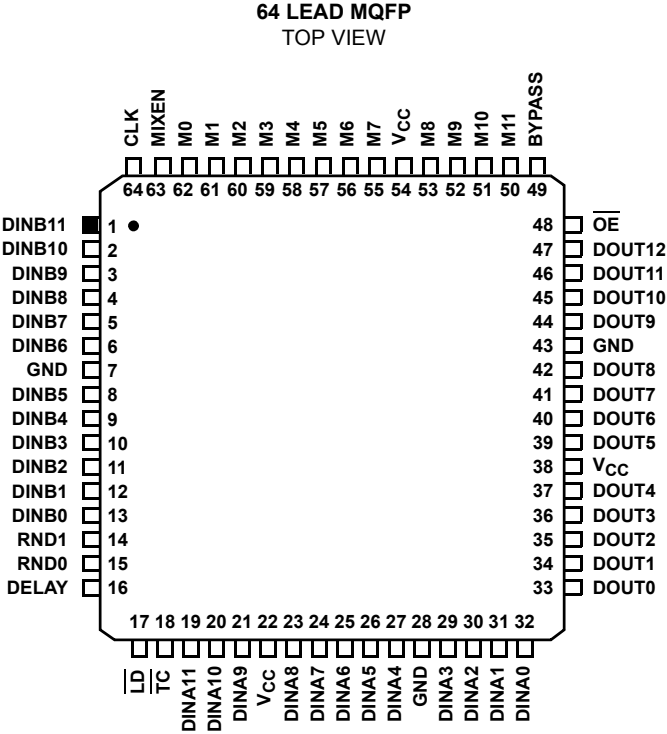 64 LEAD MQFP
TOP VIEW
CLK
MIXEN
M0
M1
M2
M3
M4
M5
M6
M7
VCC
M8
M9
M10
M11
BYPASS
64 63 62 61 60 59 58 57 56 55 54 53 52 51 50 49
DINB11 1
DINB10 2
DINB9 3
DINB8 4
DINB7 5
DINB6 6
GND 7
DINB5 8
DINB4 9
DINB3 10
DINB2 11
DINB1 12
DINB0 13
RND1 14
RND0 15
DELAY 16
48 OE
47 DOUT12
46 DOUT11
45 DOUT10
44 DOUT9
43 GND
42 DOUT8
41 DOUT7
40 DOUT6
39 DOUT5
38 VCC
37 DOUT4
36 DOUT3
35 DOUT2
34 DOUT1
33 DOUT0
17 18 19 20 21 22 23 24 25 26 27 28 29 30 31 32
LD
TC
DINA11
DINA10
DINA9
VCC
DINA8
DINA7
DINA6
DINA5
DINA4
GND
DINA3
DINA2
DINA1
DINA0